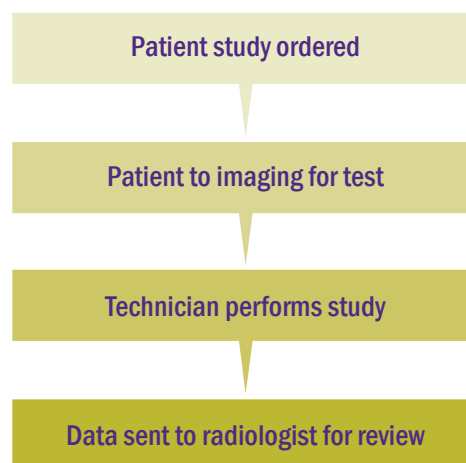 Patient study ordered
Patient to imaging for test
Technician performs study
Data sent to radiologist for review